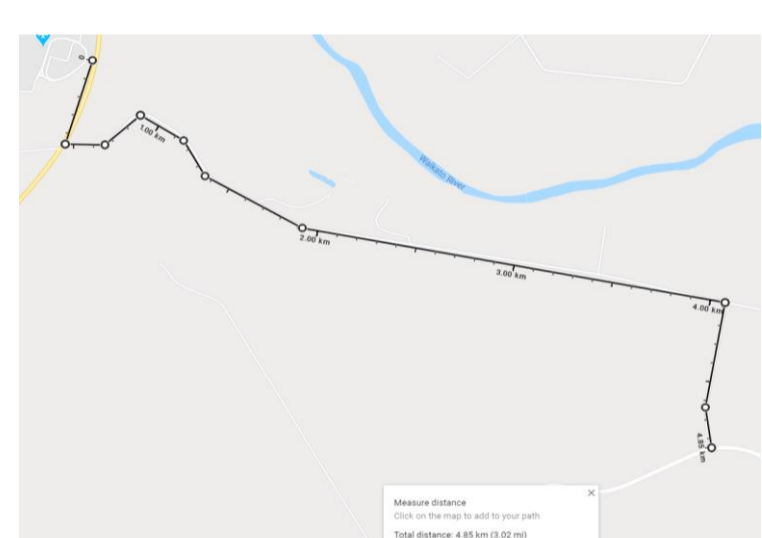 0
1.00 km
Waikato River
2.00 km
3.00 km
4.00 km
4.85 km
Measure distance
Click on the map to add to your path
Total distance: 4.85 km (3.02 mi)